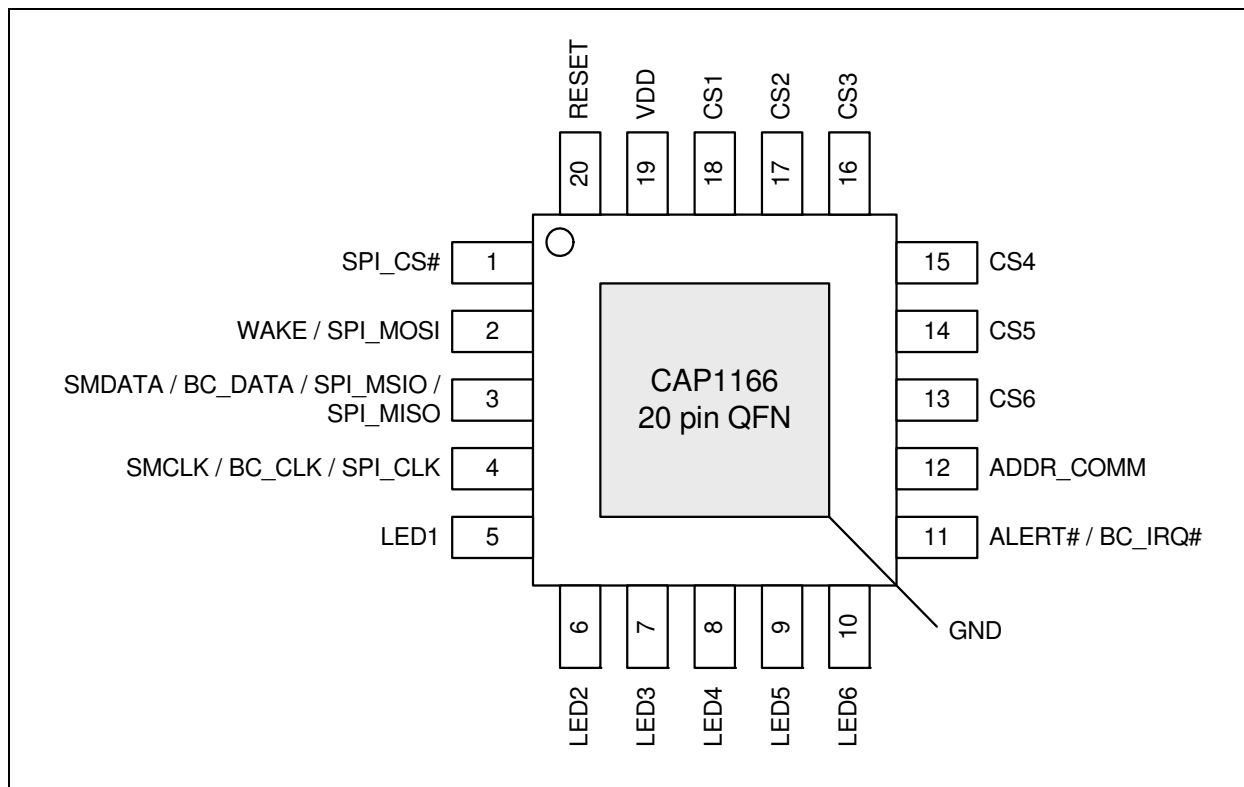 RESET
VDD
CS1
CS2
CS3
20
19
18
17
16
SPI_CS#
1
15
CS4
WAKE / SPI_MOSI
2
14
CS5
SMDATA / BC_DATA / SPI_MSIO /
SPI_MISO
3
13
CS6
SMCLK / BC_CLK / SPI_CLK
4
12
ADDR_COMM
LED1
5
11
ALERT# / BC_IRQ#
CAP1166
20 pin QFN
GND
6
7
8
9
10
LED2
LED3
LED4
LED5
LED6